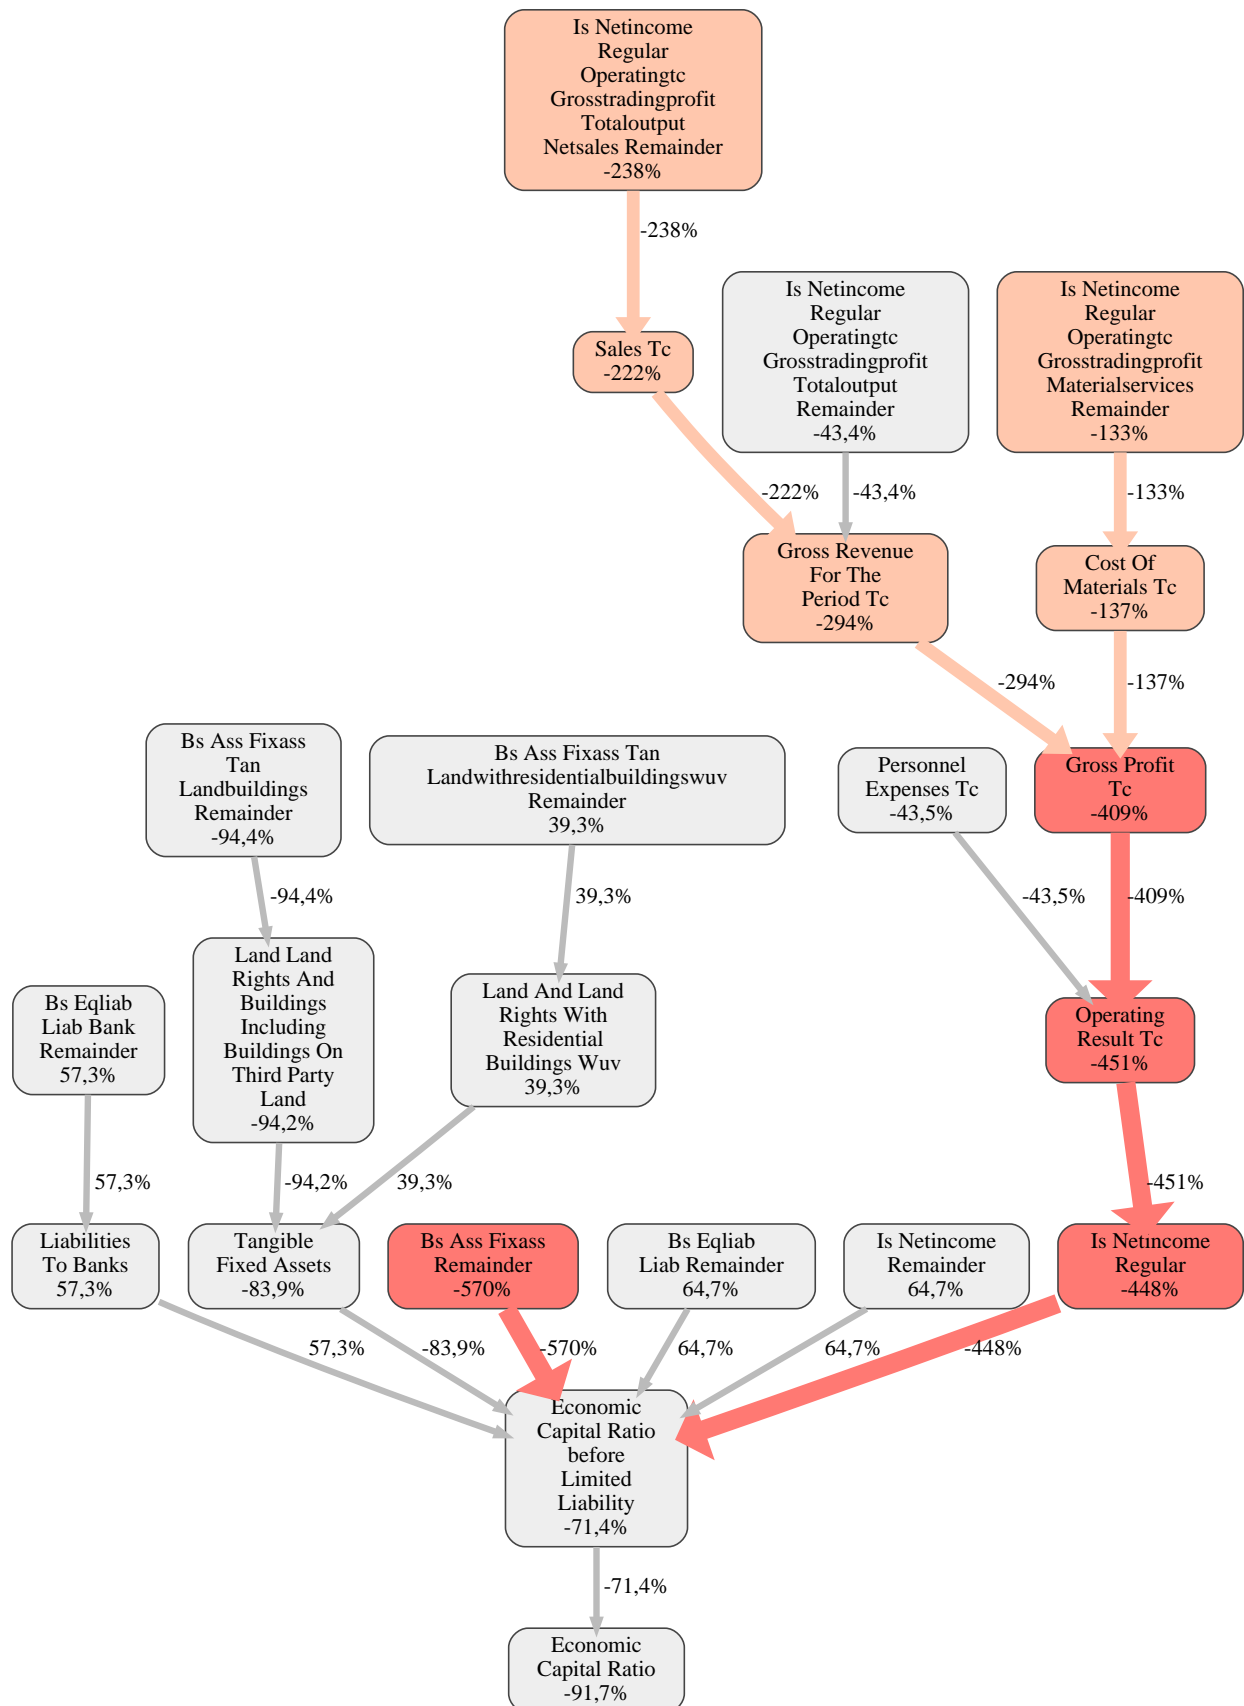 Is Netincome
Regular
Operatingtc
Grosstradingprofit
Totaloutput
Netsales Remainder
-238%
-238%
Is Netincome
Regular
Operatingtc
Grosstradingprofit
Totaloutput
Remainder
-43,4%
Is Netincome
Regular
Operatingtc
Grosstradingprofit
Materialservices
Remainder
-133%
Sales Tc
-222%
-222%
-43,4%
-133%
Gross Revenue
For The
Period Tc
-294%
Cost Of
Materials Tc
-137%
-294%
-137%
Bs Ass Fixass
Tan
Landbuildings
Remainder
-94,4%
Bs Ass Fixass Tan
Landwithresidentialbuildingswuv
Remainder
39,3%
Personnel
Expenses Tc
-43,5%
Gross Profit
Tc
-409%
-94,4%
39,3%
-43,5%
-409%
Bs Eqliab
Liab Bank
Remainder
57,3%
Land Land
Rights And
Buildings
Including
Buildings On
Third Party
Land
-94,2%
Land And Land
Rights With
Residential
Buildings Wuv
39,3%
Operating
Result Tc
-451%
57,3%
-94,2%
39,3%
-451%
Liabilities
To Banks
57,3%
Tangible
Fixed Assets
-83,9%
Bs Ass Fixass
Remainder
-570%
Bs Eqliab
Liab Remainder
64,7%
Is Netincome
Remainder
64,7%
Is Netincome
Regular
-448%
57,3%
-83,9%
-570%
64,7%
64,7%
-448%
Economic
Capital Ratio
before
Limited
Liability
-71,4%
-71,4%
Economic
Capital Ratio
-91,7%